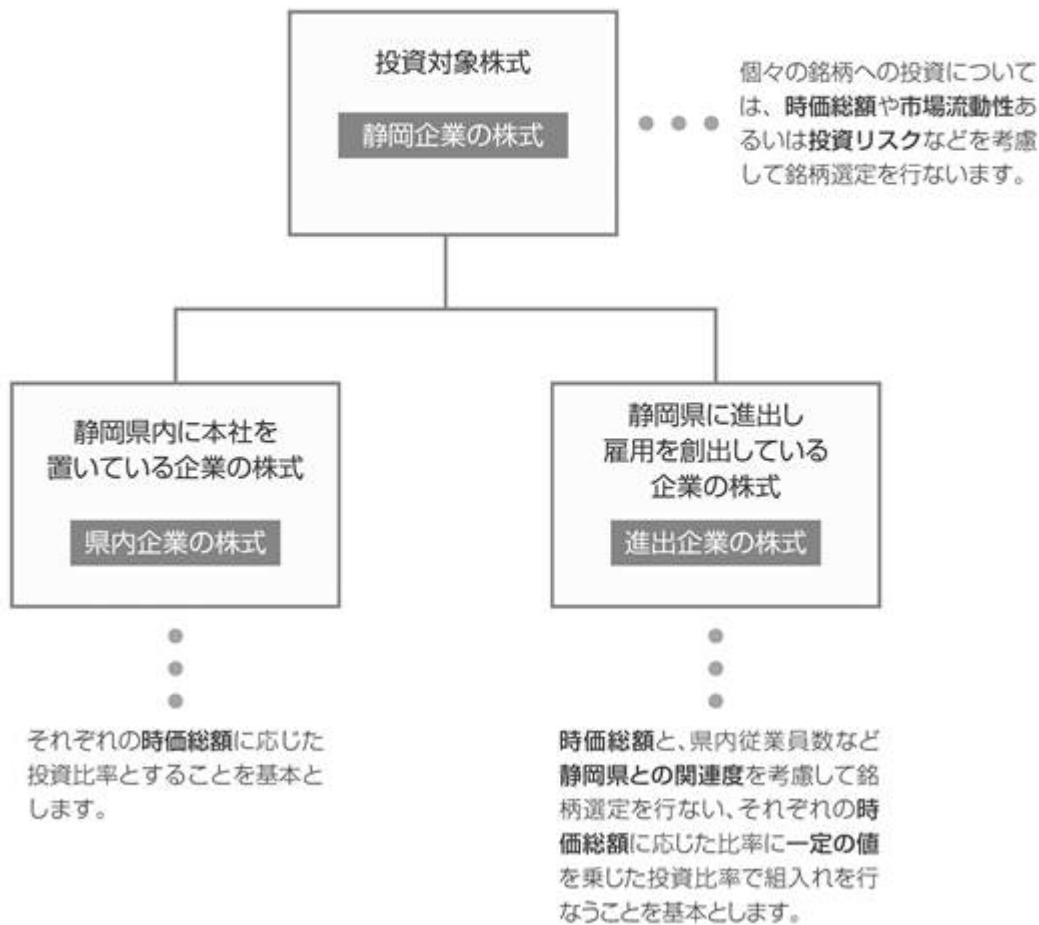 投資対象株式
静岡企業の株式
個々の銘柄への投資について
は、時価総額や市場流動性あ
るいは投資リスクなどを考慮
して銘柄選定を行ないます。
静岡県内に本社を
置いている企業の株式
県内企業の株式
静岡県に進出し
雇用を創出している
企業の株式
進出企業の株式
それぞれの時価総額に応じた
投資比率とすることを基本と
します。
時価総額と、県内従業員数など
静岡県との関連度を考慮して銘
柄選定を行ない、それぞれの時
価総額に応じた比率に一定の値
を乗じた投資比率で組入れを行
なうことを基本とします。